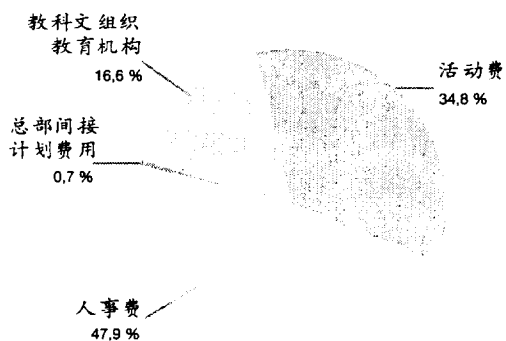 教科文组织
教育机构
16,6 %
活动费
34,8 %
总部间接
计划费用
0,7 %
人事费
47,9 %